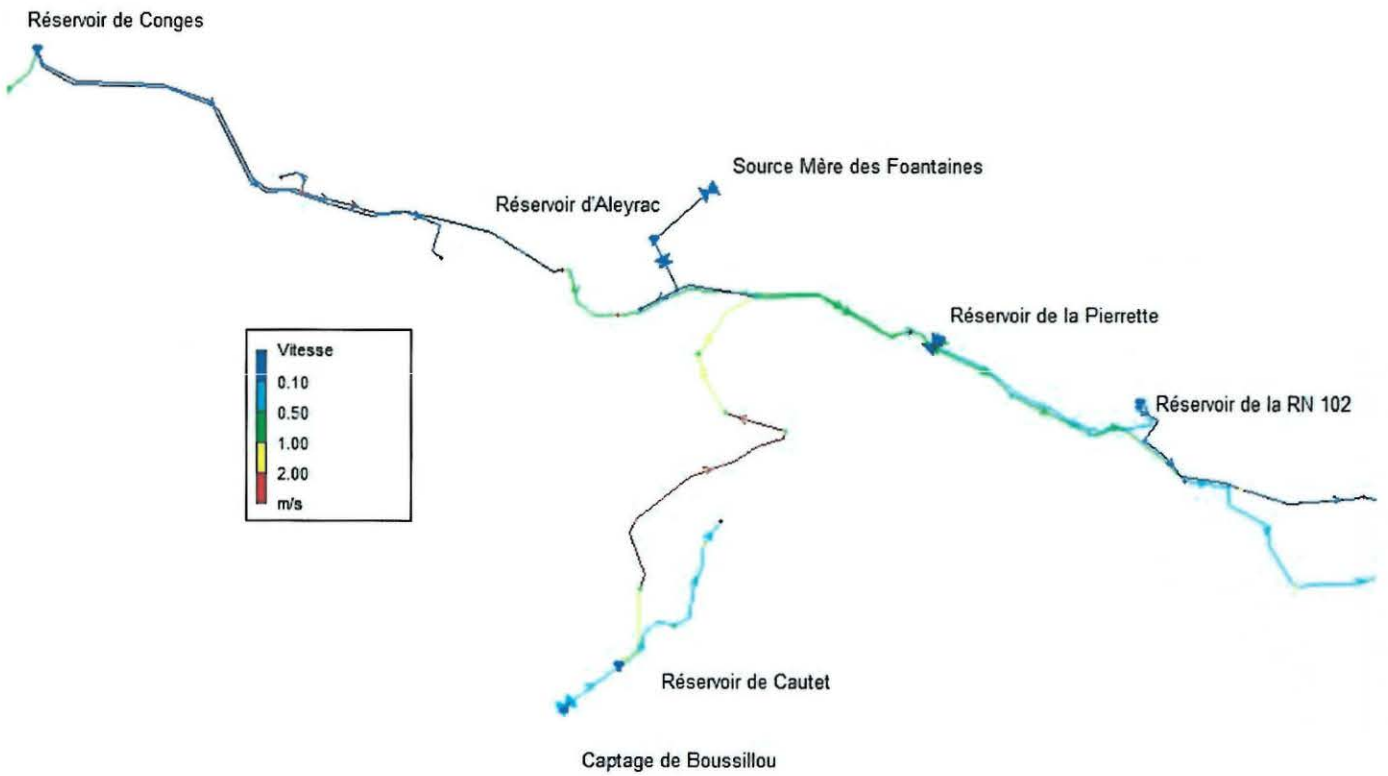 Réservoir de Conges
Source Mère des Foantaines
Réservoir d'Aleyrac
Réservoir de la Pierrette
Vitesse
0.10
0.50
1.00
2.00
m/s
Réservoir de la RN 102
Réservoir de Cautet
Captage de Boussillou